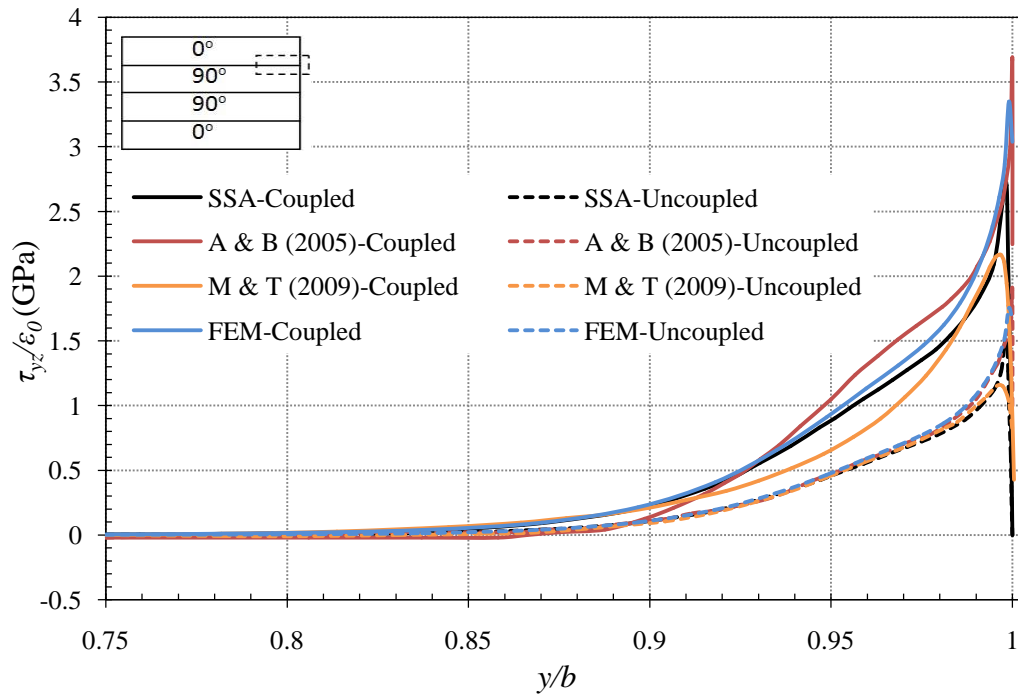 4
3.5
3
2.5
2
1.5
1
0.5
0
-0.5
τyz/ε0 (GPa)
0°
90°
90°
0°
SSA-Coupled
SSA-Uncoupled
A & B (2005)-Coupled
A & B (2005)-Uncoupled
M & T (2009)-Coupled
M & T (2009)-Uncoupled
FEM-Coupled
FEM-Uncoupled
0.75
0.8
0.85
0.9
0.95
1
y/b